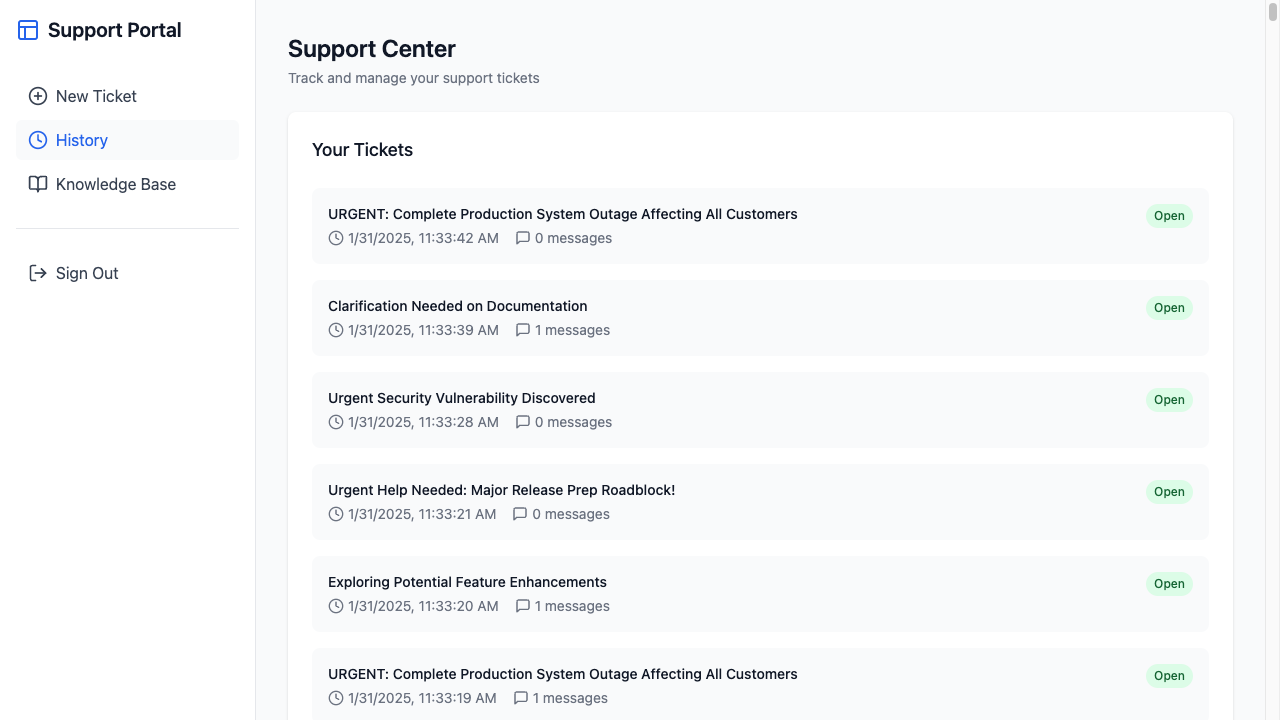 Support Portal
New Ticket
History
Knowledge Base
Sign Out
Support Center
Track and manage your support tickets
Your Tickets
URGENT: Complete Production System Outage Affecting All Customers
Open
1/31/2025, 11:33:42 AM 0 messages
Clarification Needed on Documentation
Open
1/31/2025, 11:33:39 AM 1 messages
Urgent Security Vulnerability Discovered
Open
1/31/2025, 11:33:28 AM 0 messages
Urgent Help Needed: Major Release Prep Roadblock!
Open
1/31/2025, 11:33:21 AM 0 messages
Exploring Potential Feature Enhancements
Open
1/31/2025, 11:33:20 AM 1 messages
URGENT: Complete Production System Outage Affecting All Customers
Open
1/31/2025, 11:33:19 AM 1 messages